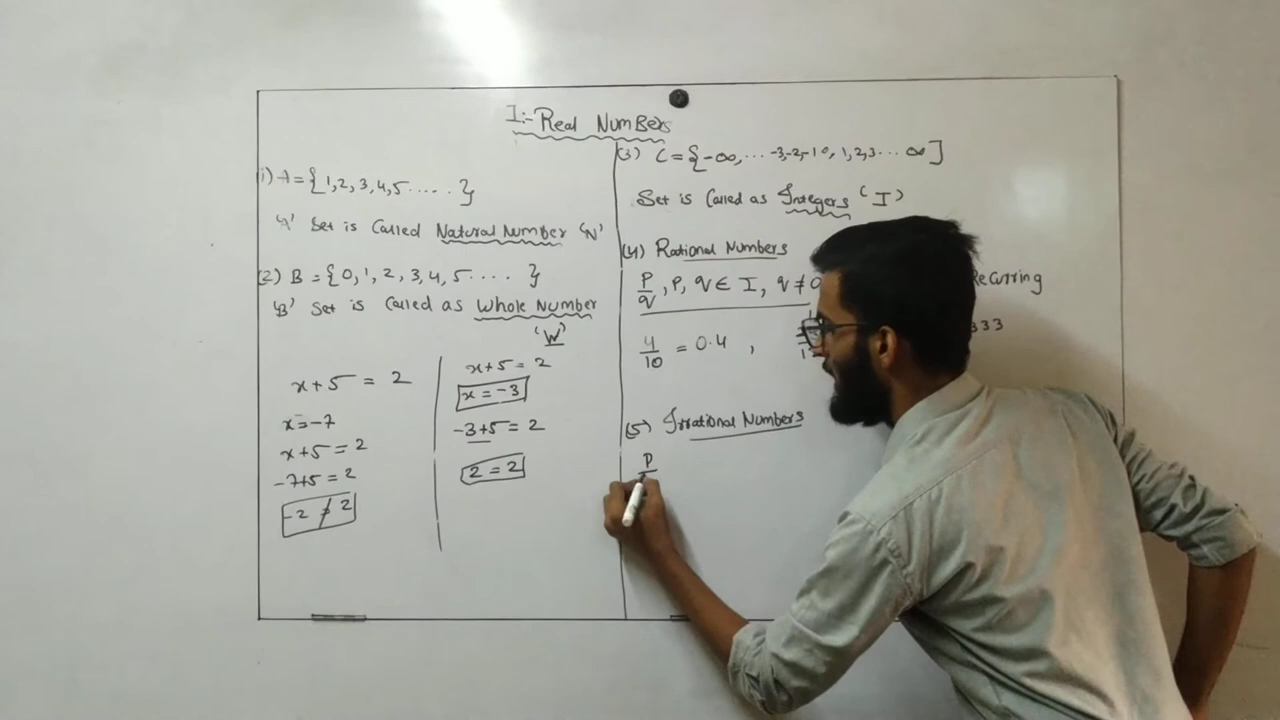 I:- Real Numbers
1) A = { 1, 2, 3, 4, 5 ..... }
'A' Set is Called Natural Number 'N'
(2) B = { 0, 1, 2, 3, 4, 5 .... }
'B' Set is Called as Whole Number
'W'
x + 5 = 2
x = -7
x + 5 = 2
-7+5 = 2
-2 ≠ 2
x + 5 = 2
x = -3
-3+5 = 2
2 = 2
(3) C = { -∞, ... -3, -2, -1 0, 1, 2, 3 ... ∞ ]
Set is Called as Integers (I)
(4) Rational Numbers
P/q , P, q ∈ I, q ≠ 0
Recurring
4/10 = 0.4 ,
333
(5) Irrational Numbers
P